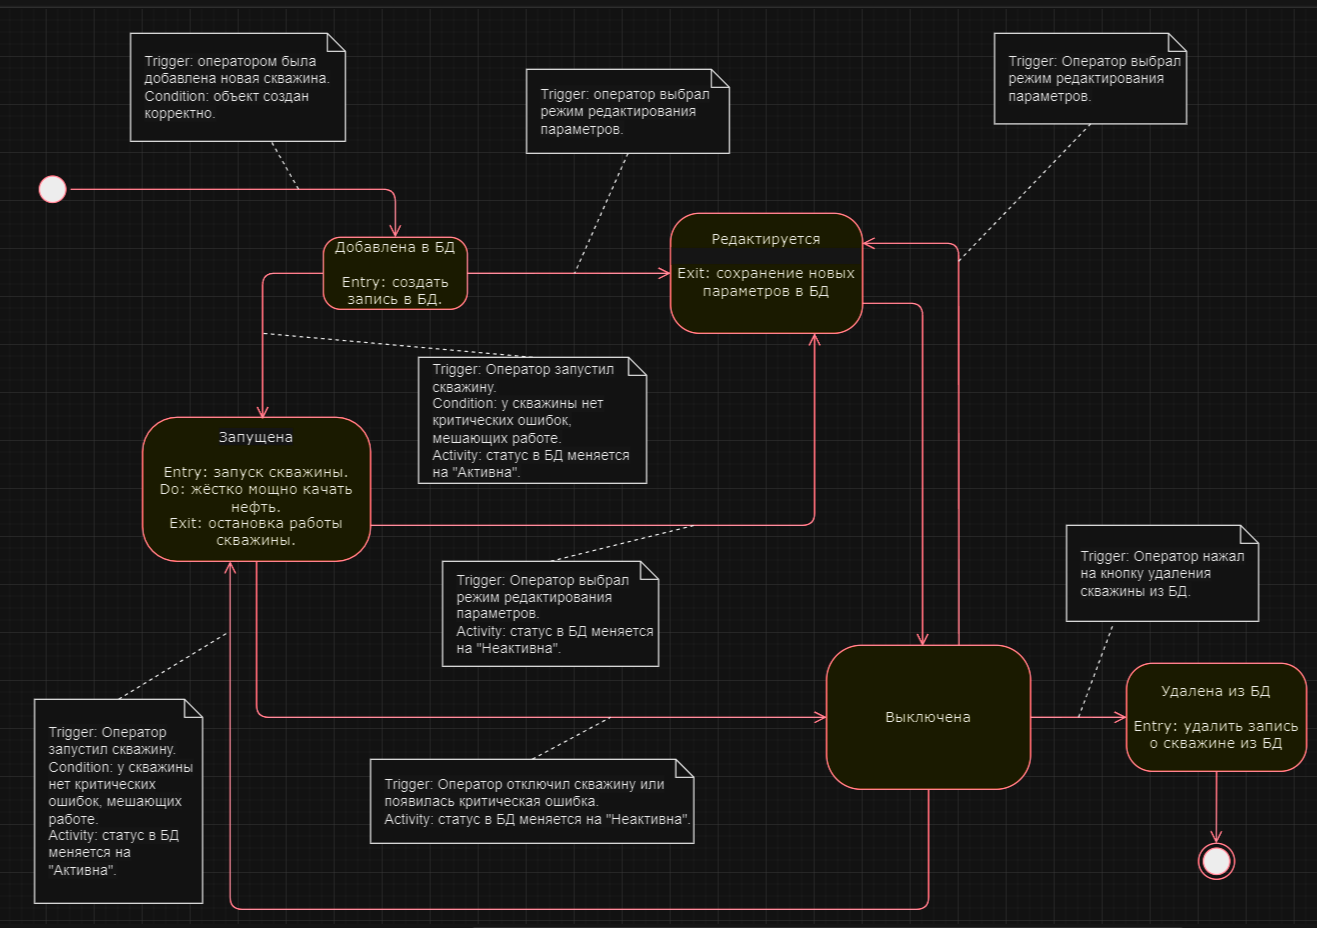 Trigger: оператором была
добавлена новая скважина.
Condition: объект создан
корректно.
Trigger: оператор выбрал
режим редактирования
параметров.
Trigger: Оператор выбрал
режим редактирования
параметров.
Добавлена в БД
Entry: создать
запись в БД.
Редактируется
Exit: сохранение новых
параметров в БД
Trigger: Оператор запустил
скважину.
Condition: у скважины нет
критических ошибок,
мешающих работе.
Activity: статус в БД меняется
на "Активна".
Запущена
Entry: запуск скважины.
Do: жёстко мощно качать
нефть.
Exit: остановка работы
скважины.
Trigger: Оператор выбрал
режим редактирования
параметров.
Activity: статус в БД меняется
на "Неактивна".
Trigger: Оператор нажал
на кнопку удаления
скважины из БД.
Выключена
Удалена из БД
Entry: удалить запись
о скважине из БД
Trigger: Оператор
запустил скважину.
Condition: у скважины
нет критических
ошибок, мешающих
работе.
Activity: статус в БД
меняется на
"Активна".
Trigger: Оператор отключил скважину или
появилась критическая ошибка.
Activity: статус в БД меняется на "Неактивна".